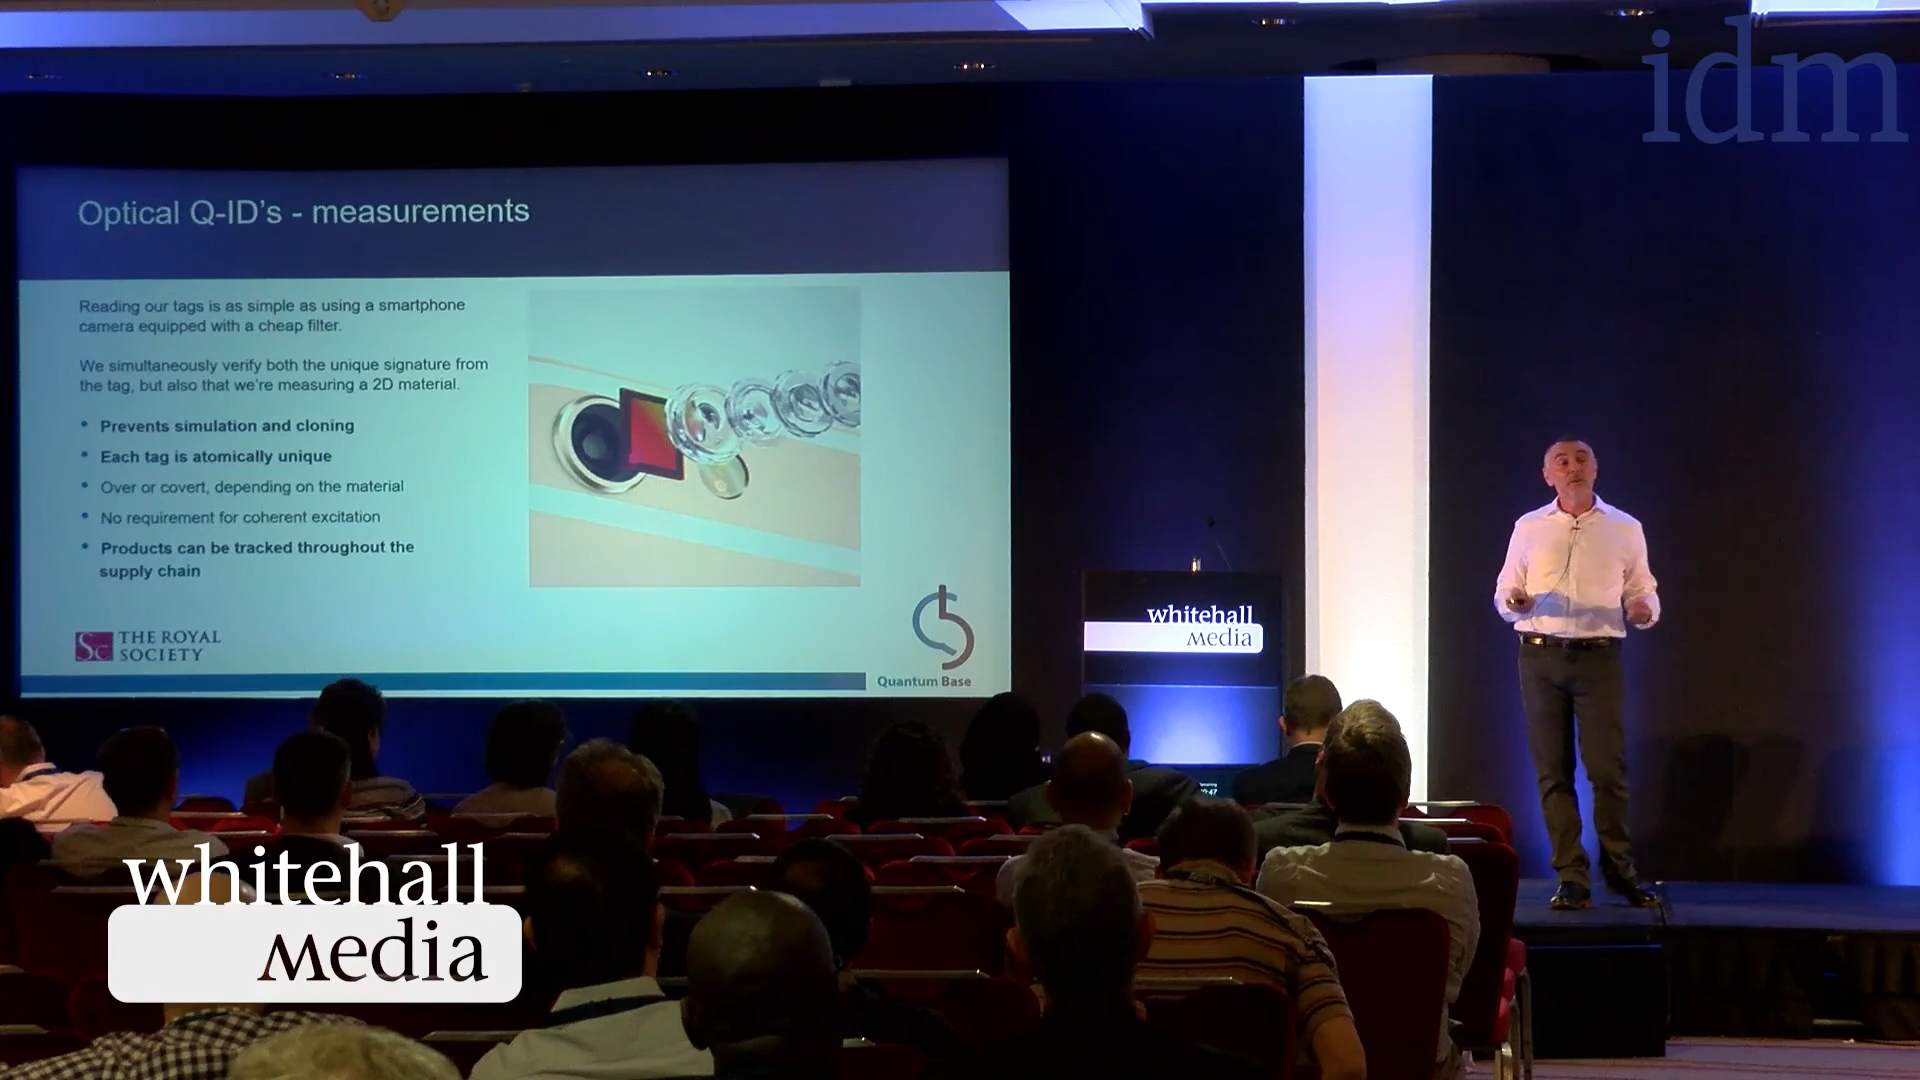 idm
Optical Q-ID's - measurements
Reading our tags is as simple as using a smartphone
camera equipped with a cheap filter.
We simultaneously verify both the unique signature from
the tag, but also that we're measuring a 2D material.
• Prevents simulation and cloning
• Each tag is atomically unique
• Over or covert, depending on the material
• No requirement for coherent excitation
• Products can be tracked throughout the
supply chain
Sc THE ROYAL
SOCIETY
Quantum Base
whitehall
media
whitehall
media